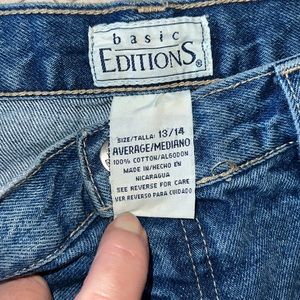 basic
EDITIONS®
SIZE/TALLA: 13/14
AVERAGE/MEDIANO
100% COTTON/ALGODON
MADE IN/HECHO EN
NICARAGUA
SEE REVERSE FOR CARE
VER REVERSO PARA CUIDADO